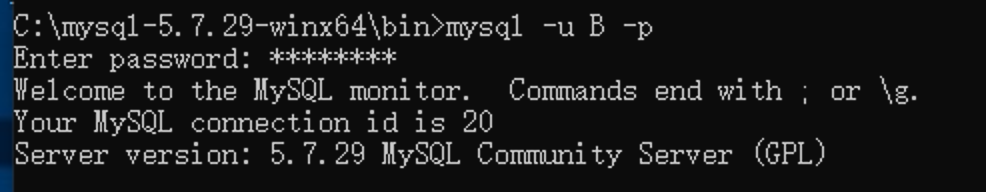 C:\mysql-5.7.29-winx64\bin>mysql -u B -p
Enter password: ********
Welcome to the MySQL monitor.  Commands end with ; or \g.
Your MySQL connection id is 20
Server version: 5.7.29 MySQL Community Server (GPL)